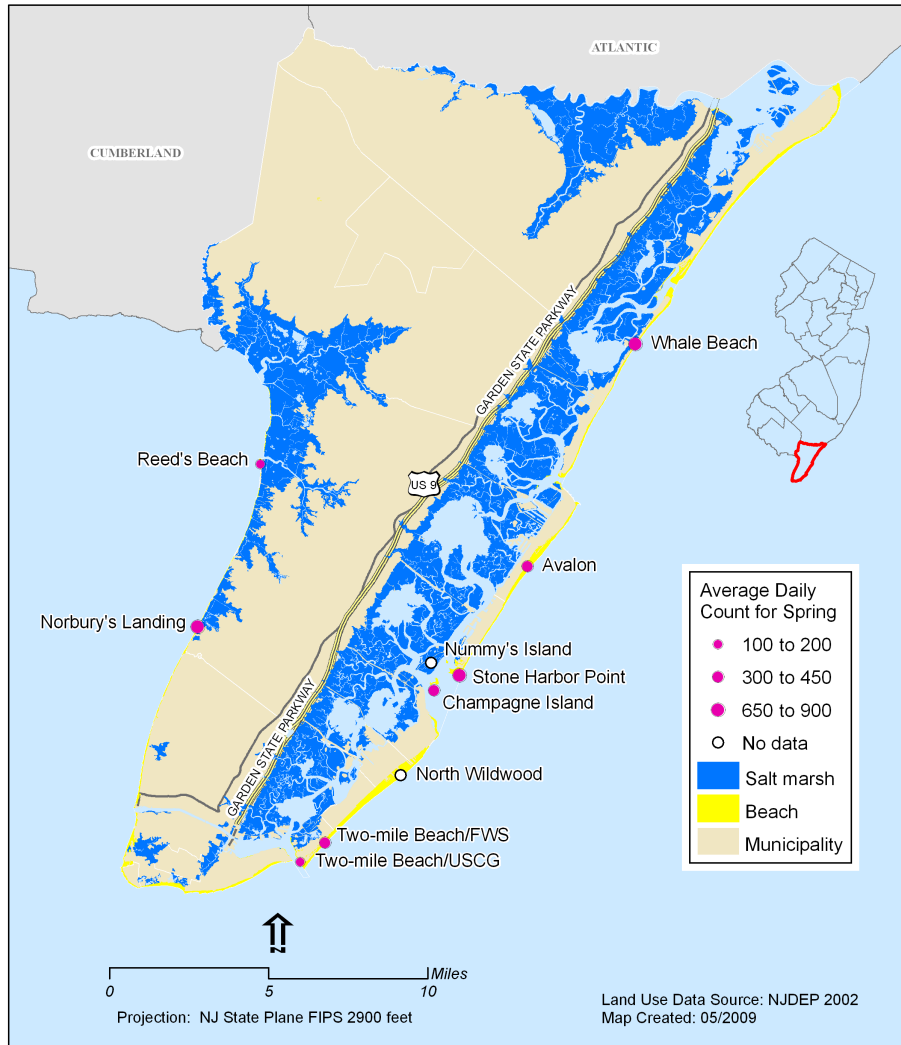 ATLANTIC
CUMBERLAND
GARDEN STATE PARKWAY
Whale Beach
Reed's Beach
US 9
Avalon
Norbury's Landing
Nummy's Island
Stone Harbor Point
Champagne Island
GARDEN STATE PARKWAY
North Wildwood
Two-mile Beach/FWS
Two-mile Beach/USCG
Average Daily
Count for Spring
100 to 200
300 to 450
650 to 900
No data
Salt marsh
Beach
Municipality
N
Miles
0 5 10
Projection: NJ State Plane FIPS 2900 feet
Land Use Data Source: NJDEP 2002
Map Created: 05/2009